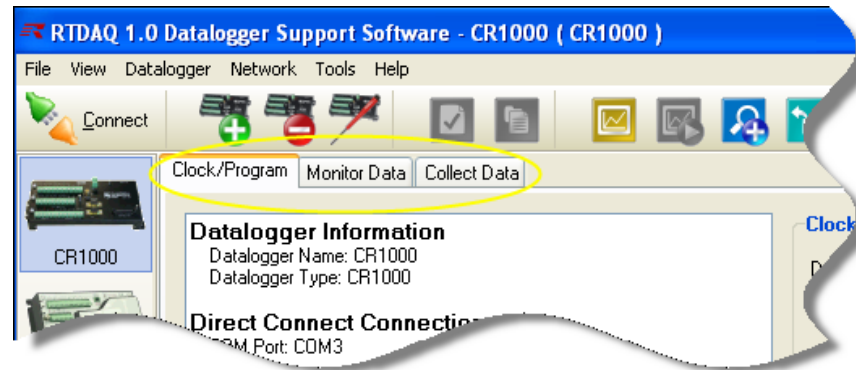 RTDAQ 1.0 Datalogger Support Software - CR1000 ( CR1000 )
File View Datalogger Network Tools Help
Connect
Clock/Program Monitor Data Collect Data
CR1000
Datalogger Information
Datalogger Name: CR1000
Datalogger Type: CR1000
Clock
Direct Connect
Port: COM3